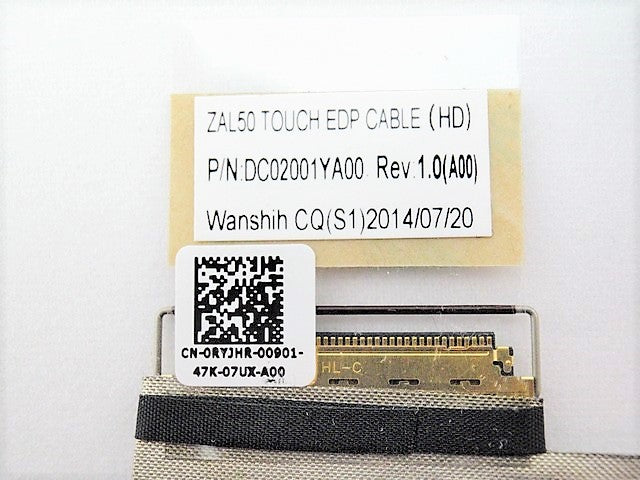 ZAL50 TOUCH EDP CABLE (HD)
P/N:DC02001YA00 Rev:1.0(A00)
Wanshih CQ(S1)2014/07/20
CN-0RYJHR-00901-
47K-07UX-A00
HL-C